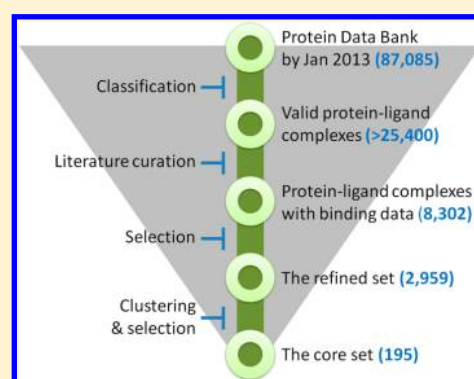 Protein Data Bank
by Jan 2013 (87,085)
Classification
Valid protein-ligand
complexes (>25,400)
Literature curation
Protein-ligand complexes
with binding data (8,302)
Selection
The refined set (2,959)
Clustering
& selection
The core set (195)